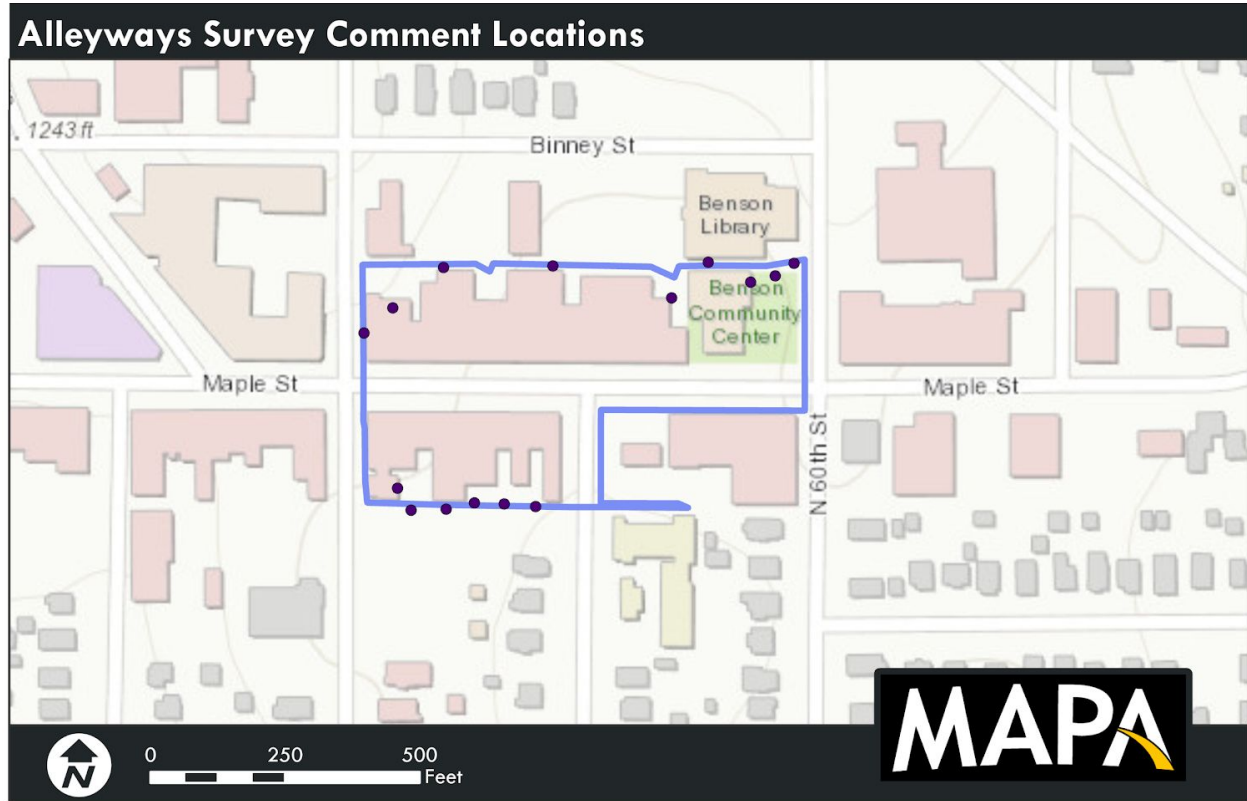 Alleyways Survey Comment Locations
1243 ft
Binney St
Benson
Library
Benson
Community
Center
Maple St
Maple St
N 60th St
N
0 250 500
Feet
MAPA